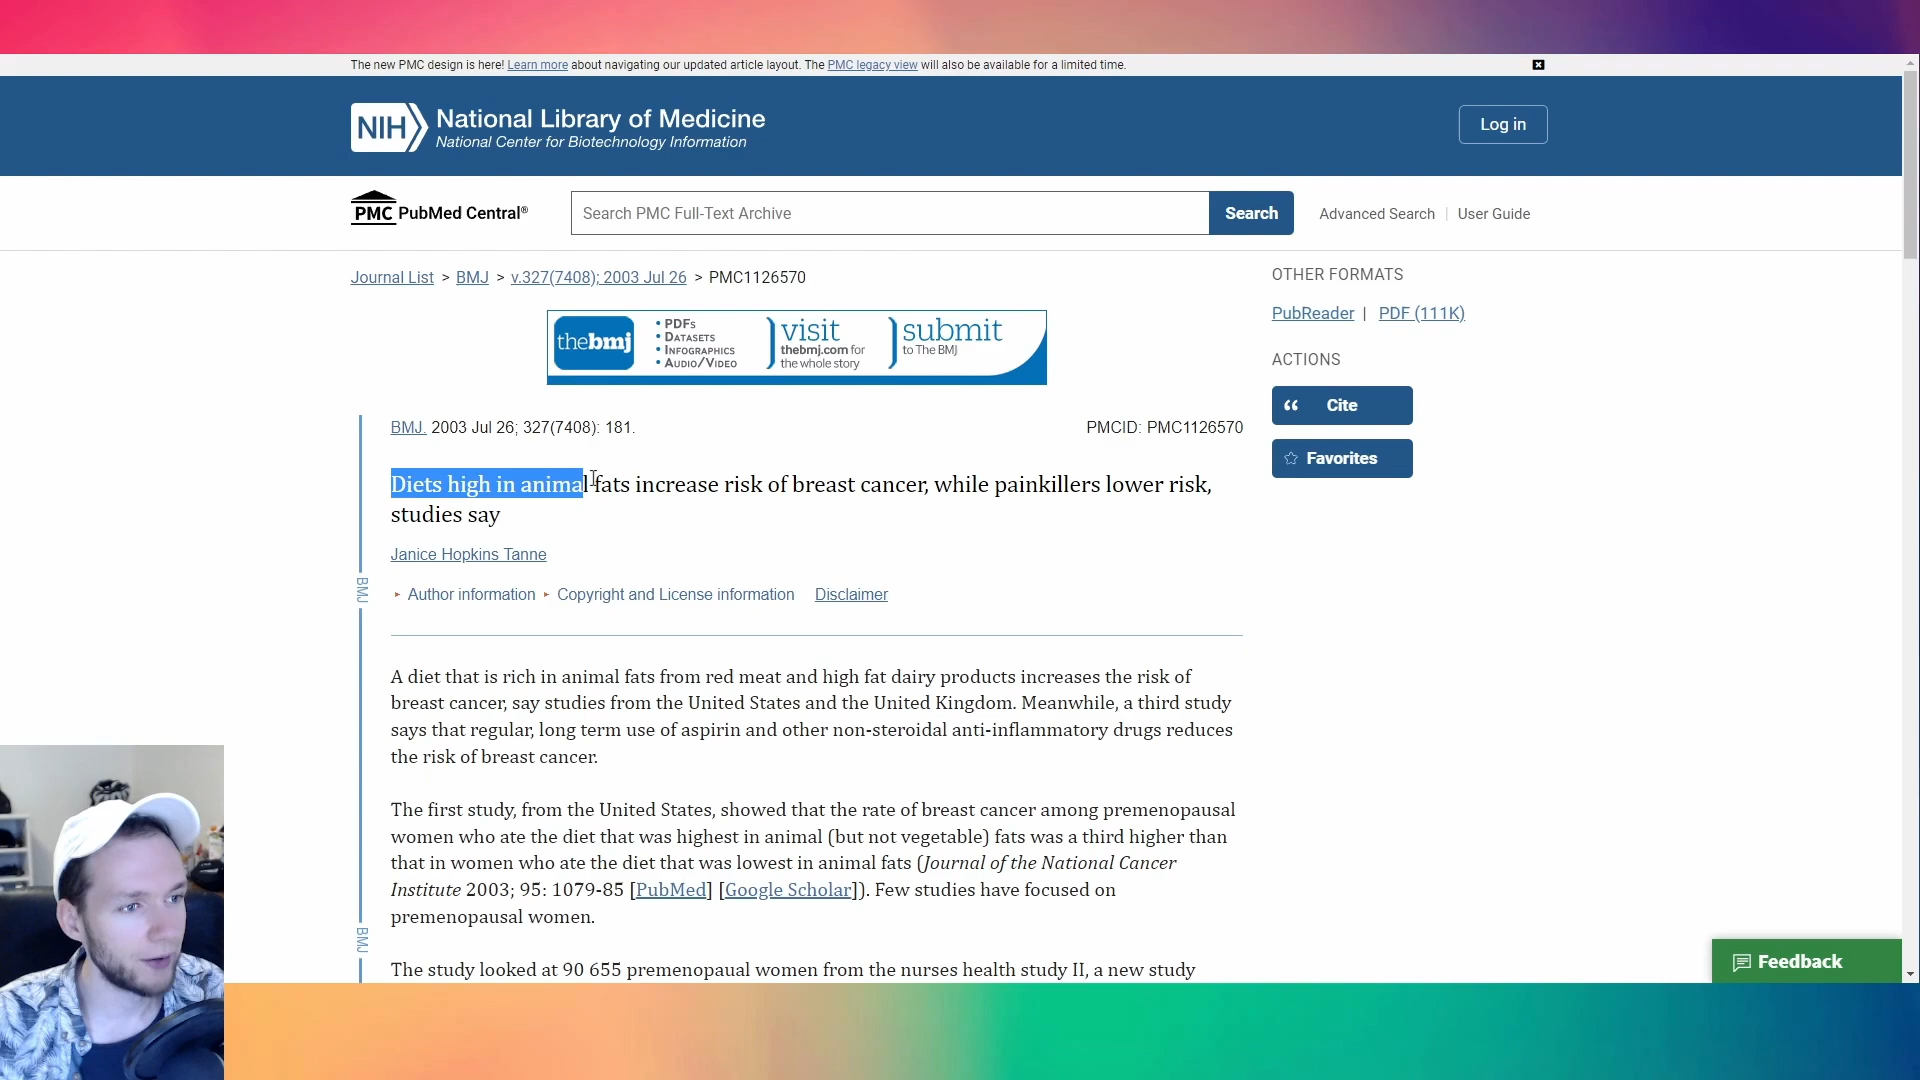 The new PMC design is here! Learn more about navigating our updated article layout. The PMC legacy view will also be available for a limited time.
NIH National Library of Medicine
National Center for Biotechnology Information
Log in
PMC PubMed Central®
Search PMC Full-Text Archive
Search
Advanced Search | User Guide
Journal List > BMJ > v.327(7408); 2003 Jul 26 > PMC1126570
OTHER FORMATS
PubReader | PDF (111K)
thebmj
• PDFs
• Datasets
• Infographics
• Audio/Video
visit
thebmj.com for
the whole story
submit
to The BMJ
ACTIONS
Cite
Favorites
BMJ. 2003 Jul 26; 327(7408): 181.
PMCID: PMC1126570
Diets high in animal fats increase risk of breast cancer, while painkillers lower risk,
studies say
Janice Hopkins Tanne
BMJ
Author information Copyright and License information Disclaimer
A diet that is rich in animal fats from red meat and high fat dairy products increases the risk of
breast cancer, say studies from the United States and the United Kingdom. Meanwhile, a third study
says that regular, long term use of aspirin and other non-steroidal anti-inflammatory drugs reduces
the risk of breast cancer.
The first study, from the United States, showed that the rate of breast cancer among premenopausal
women who ate the diet that was highest in animal (but not vegetable) fats was a third higher than
that in women who ate the diet that was lowest in animal fats (Journal of the National Cancer
Institute 2003; 95: 1079-85 [PubMed] [Google Scholar]). Few studies have focused on
premenopausal women.
BMJ
The study looked at 90 655 premenopaual women from the nurses health study II, a new study
Feedback